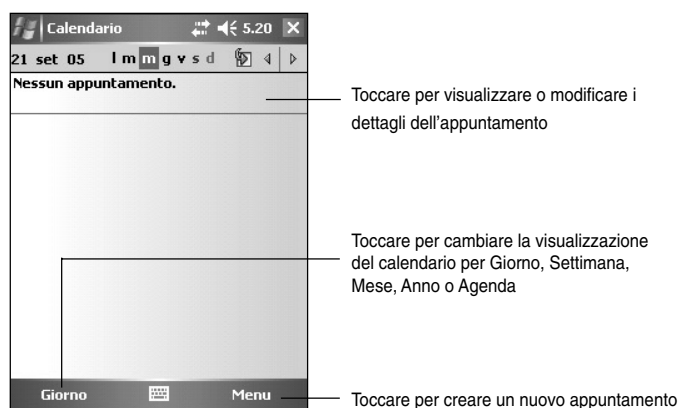 Calendario 5.20
21 set 05 l m m g v s d
Nessun appuntamento.
Toccare per visualizzare o modificare i
dettagli dell'appuntamento
Toccare per cambiare la visualizzazione
del calendario per Giorno, Settimana,
Mese, Anno o Agenda
Giorno Menu
Toccare per creare un nuovo appuntamento